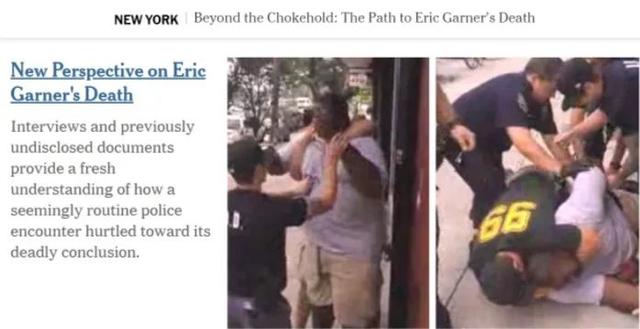 NEW YORK | Beyond the Chokehold: The Path to Eric Garner's Death
New Perspective on Eric
Garner's Death
Interviews and previously
undisclosed documents
provide a fresh
understanding of how a
seemingly routine police
encounter hurtled toward its
deadly conclusion.
99